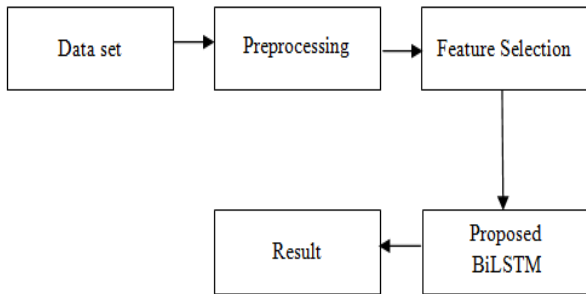 Data set
Preprocessing
Feature Selection
Proposed
BiLSTM
Result